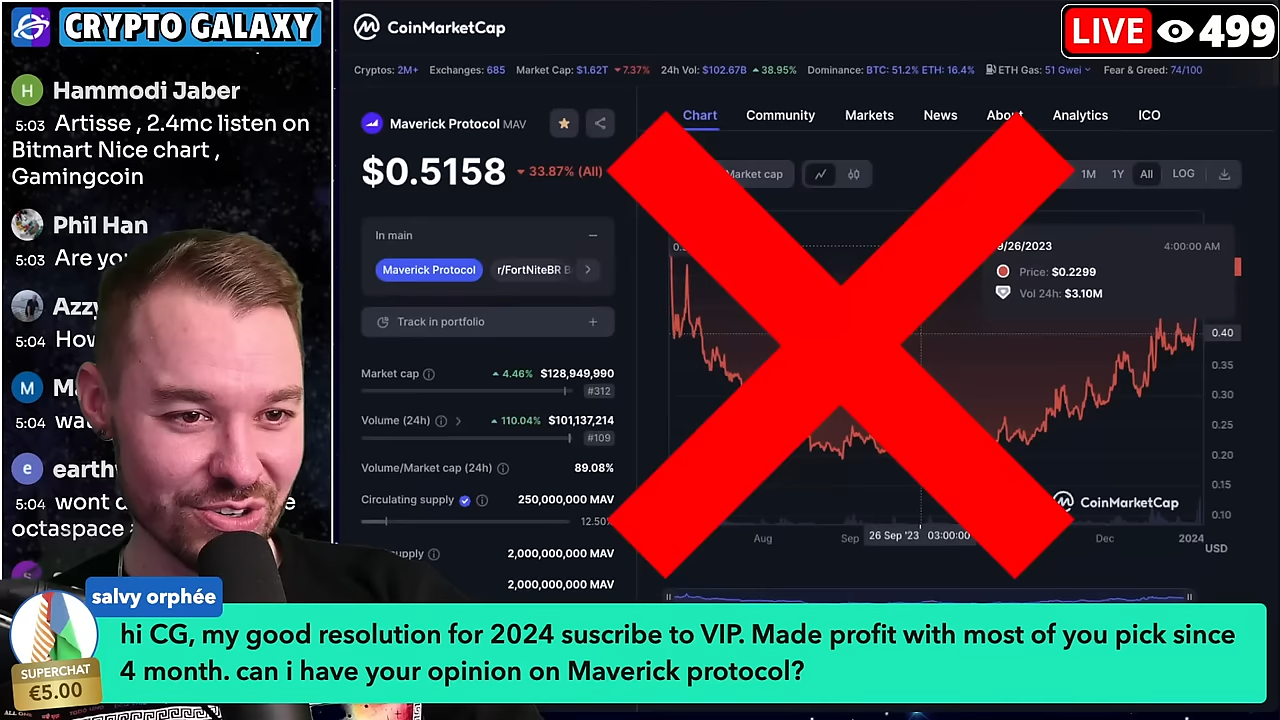 CRYPTO GALAXY
H
Hammodi Jaber
5:03 Artisse , 2.4mc listen on
Bitmart Nice chart ,
Gamingcoin
Phil Han
5:03 Are
Azzy
5:04
M
5:04
e
5:04 wont
octaspace
CoinMarketCap
LIVE 499
Cryptos: 2M+ Exchanges: 685 Market Cap: $1.62T 7.37% 24h Vol: $102.67B 38.95% Dominance: BTC: 51.2% ETH: 16.4% ETH Gas: 51 Gwei Fear & Greed: 74/100
Maverick Protocol MAV
$0.5158 33.87% (All)
In main
Maverick Protocol r/FortNiteBR B
Track in portfolio
Market cap 4.46% $128,949,990
#312
Volume (24h) 110.04% $101,137,214
#109
Volume/Market cap (24h) 89.08%
Circulating supply 250,000,000 MAV
12.50
supply 2,000,000,000 MAV
2,000,000,000 MAV
Chart Community Markets News About Analytics ICO
Market cap 1M 1Y All LOG
9/26/2023 4:00:00 AM
Price: $0.2299
Vol 24h: $3.10M
0.40
0.35
0.30
0.25
0.20
0.15
0.10
CoinMarketCap
Aug Sep 26 Sep '23 03:00:00 Dec 2024
USD
salvy orphée
hi CG, my good resolution for 2024 suscribe to VIP. Made profit with most of you pick since
4 month. can i have your opinion on Maverick protocol?
SUPERCHAT
€5.00